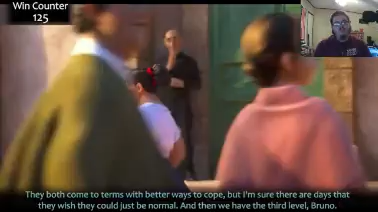 Win Counter
125
They both come to terms with better ways to cope, but I'm sure there are days that
they wish they could just be normal. And then we have the third level, Bruno.